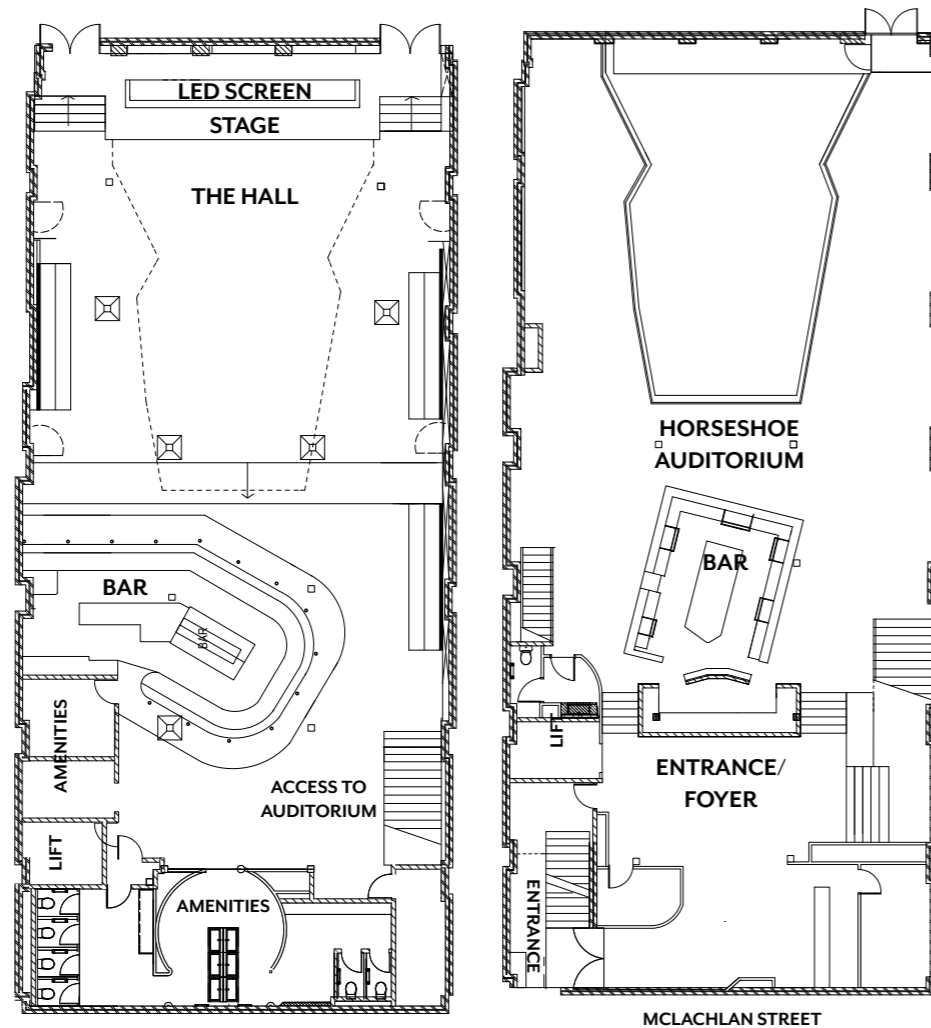 LED SCREEN
STAGE
THE HALL
BAR
BAR
AMENITIES
ACCESS TO
AUDITORIUM
LIFT
AMENITIES
HORSESHOE
AUDITORIUM
BAR
LIF
ENTRANCE/
FOYER
ENTRANCE
MCLACHLAN STREET